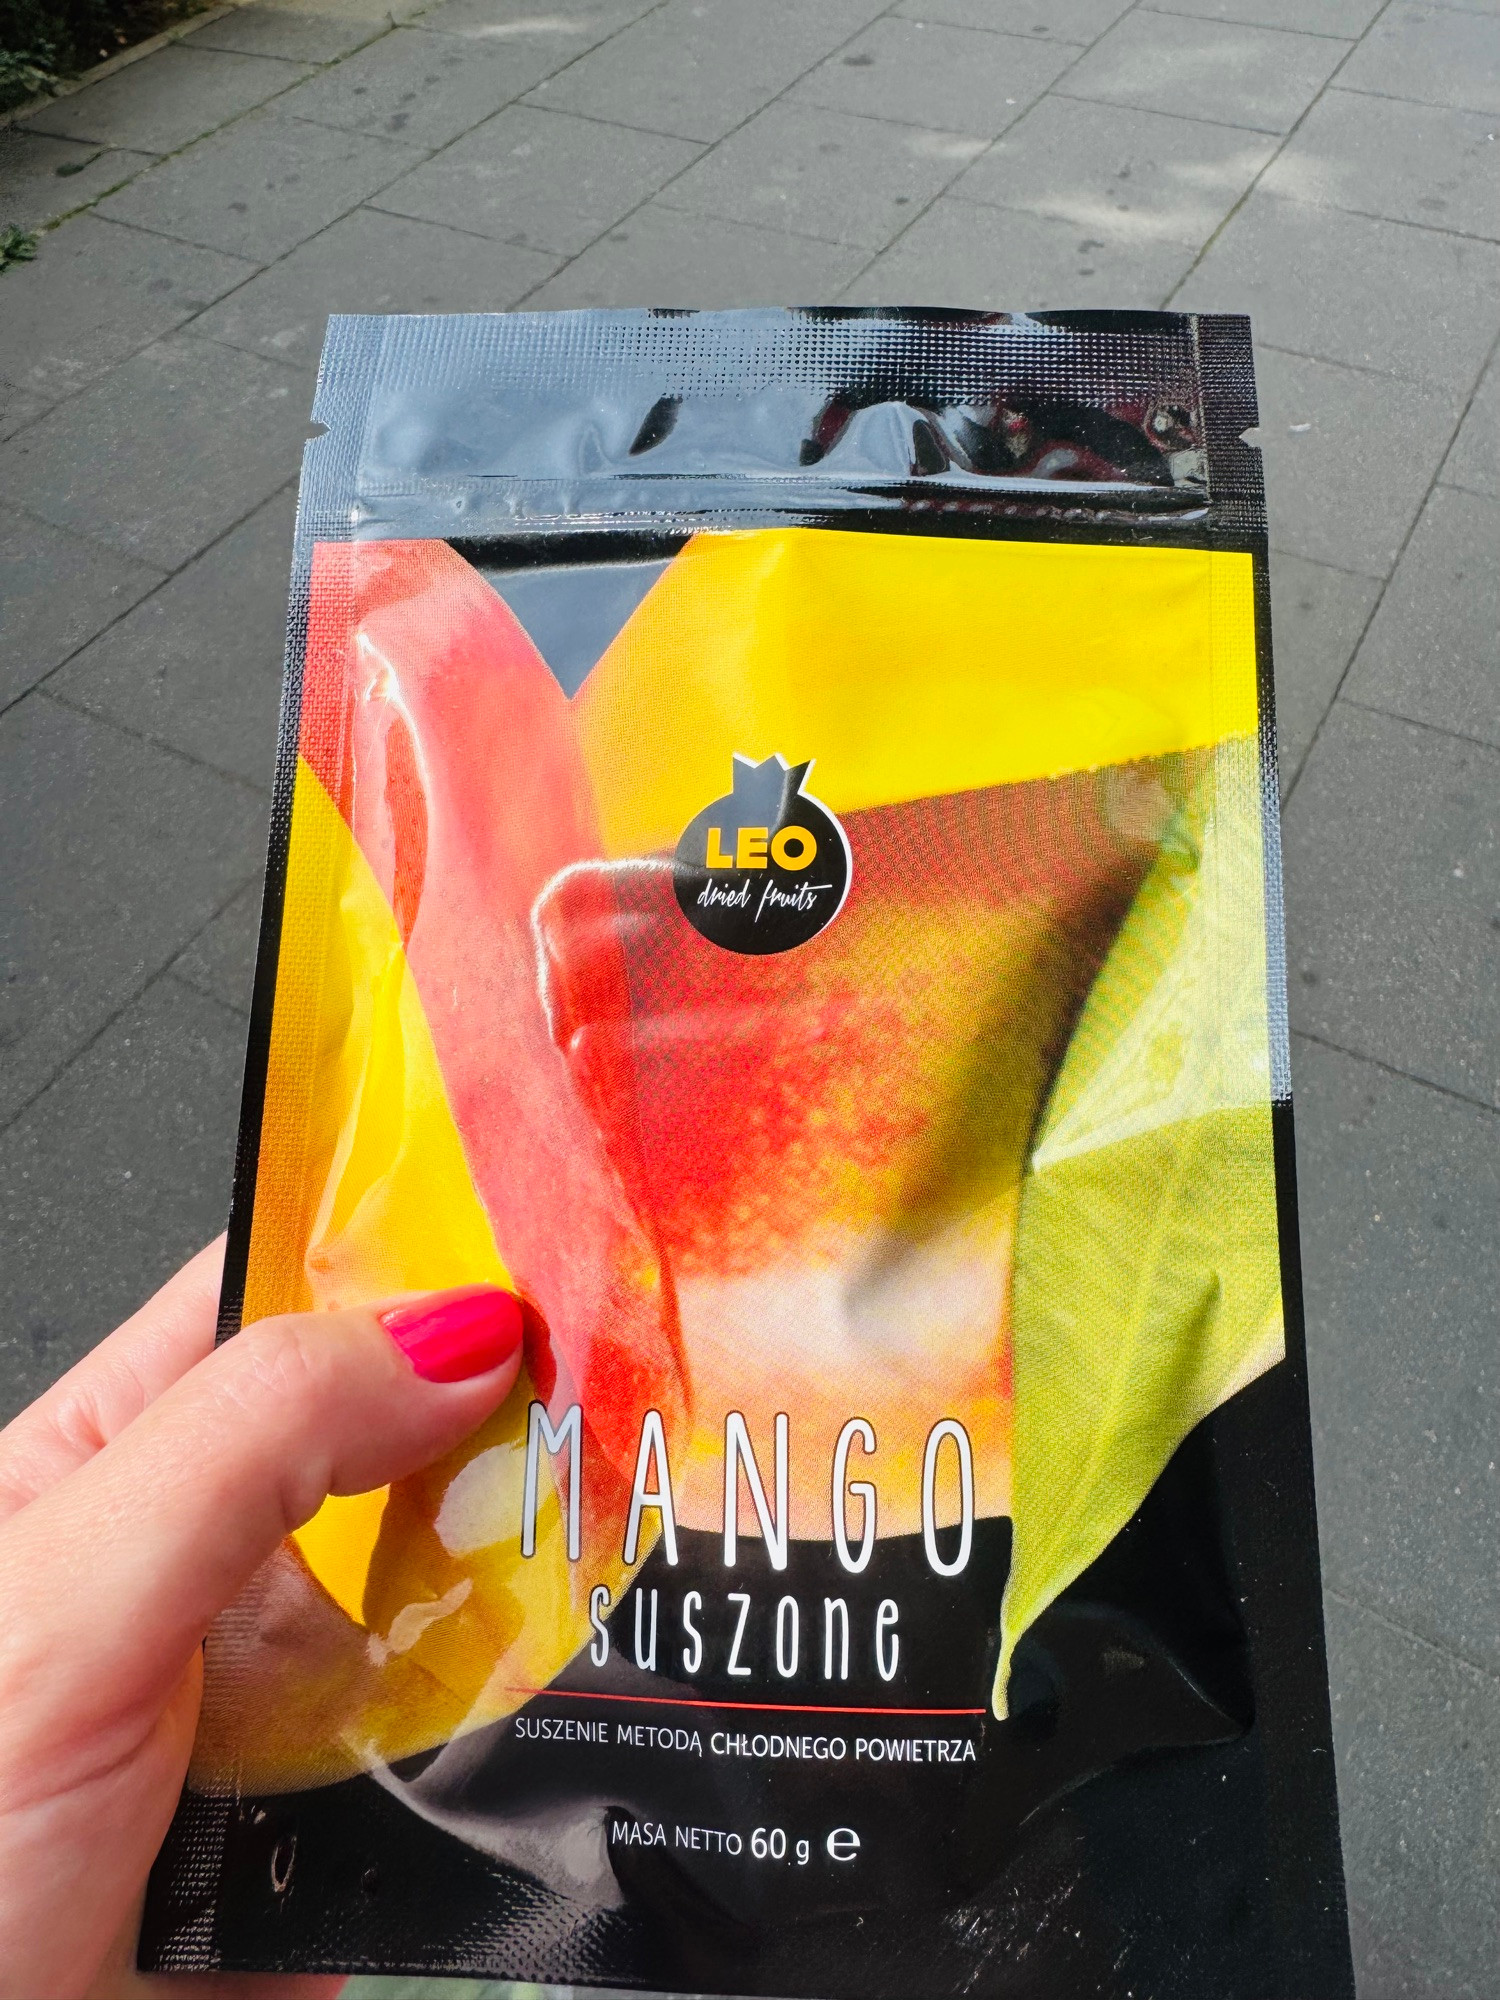 LEO
dried fruits
MANGO
suszone
SUSZENIE METODĄ CHŁODNEGO POWIETRZA
MASA NETTO 60 g ℮